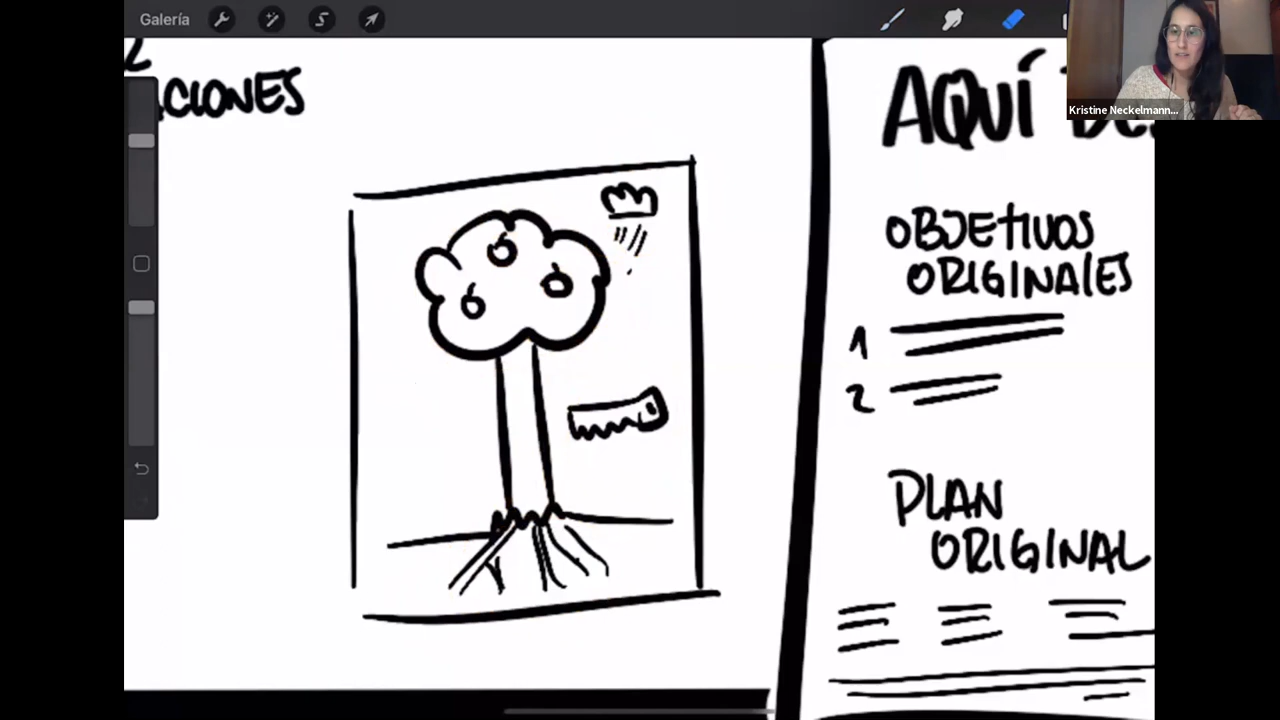 Galería
Kristine Neckelmann...
ACIONES
AQUÍ
OBJETIVOS
ORIGINALES
1
2
PLAN
ORIGINAL